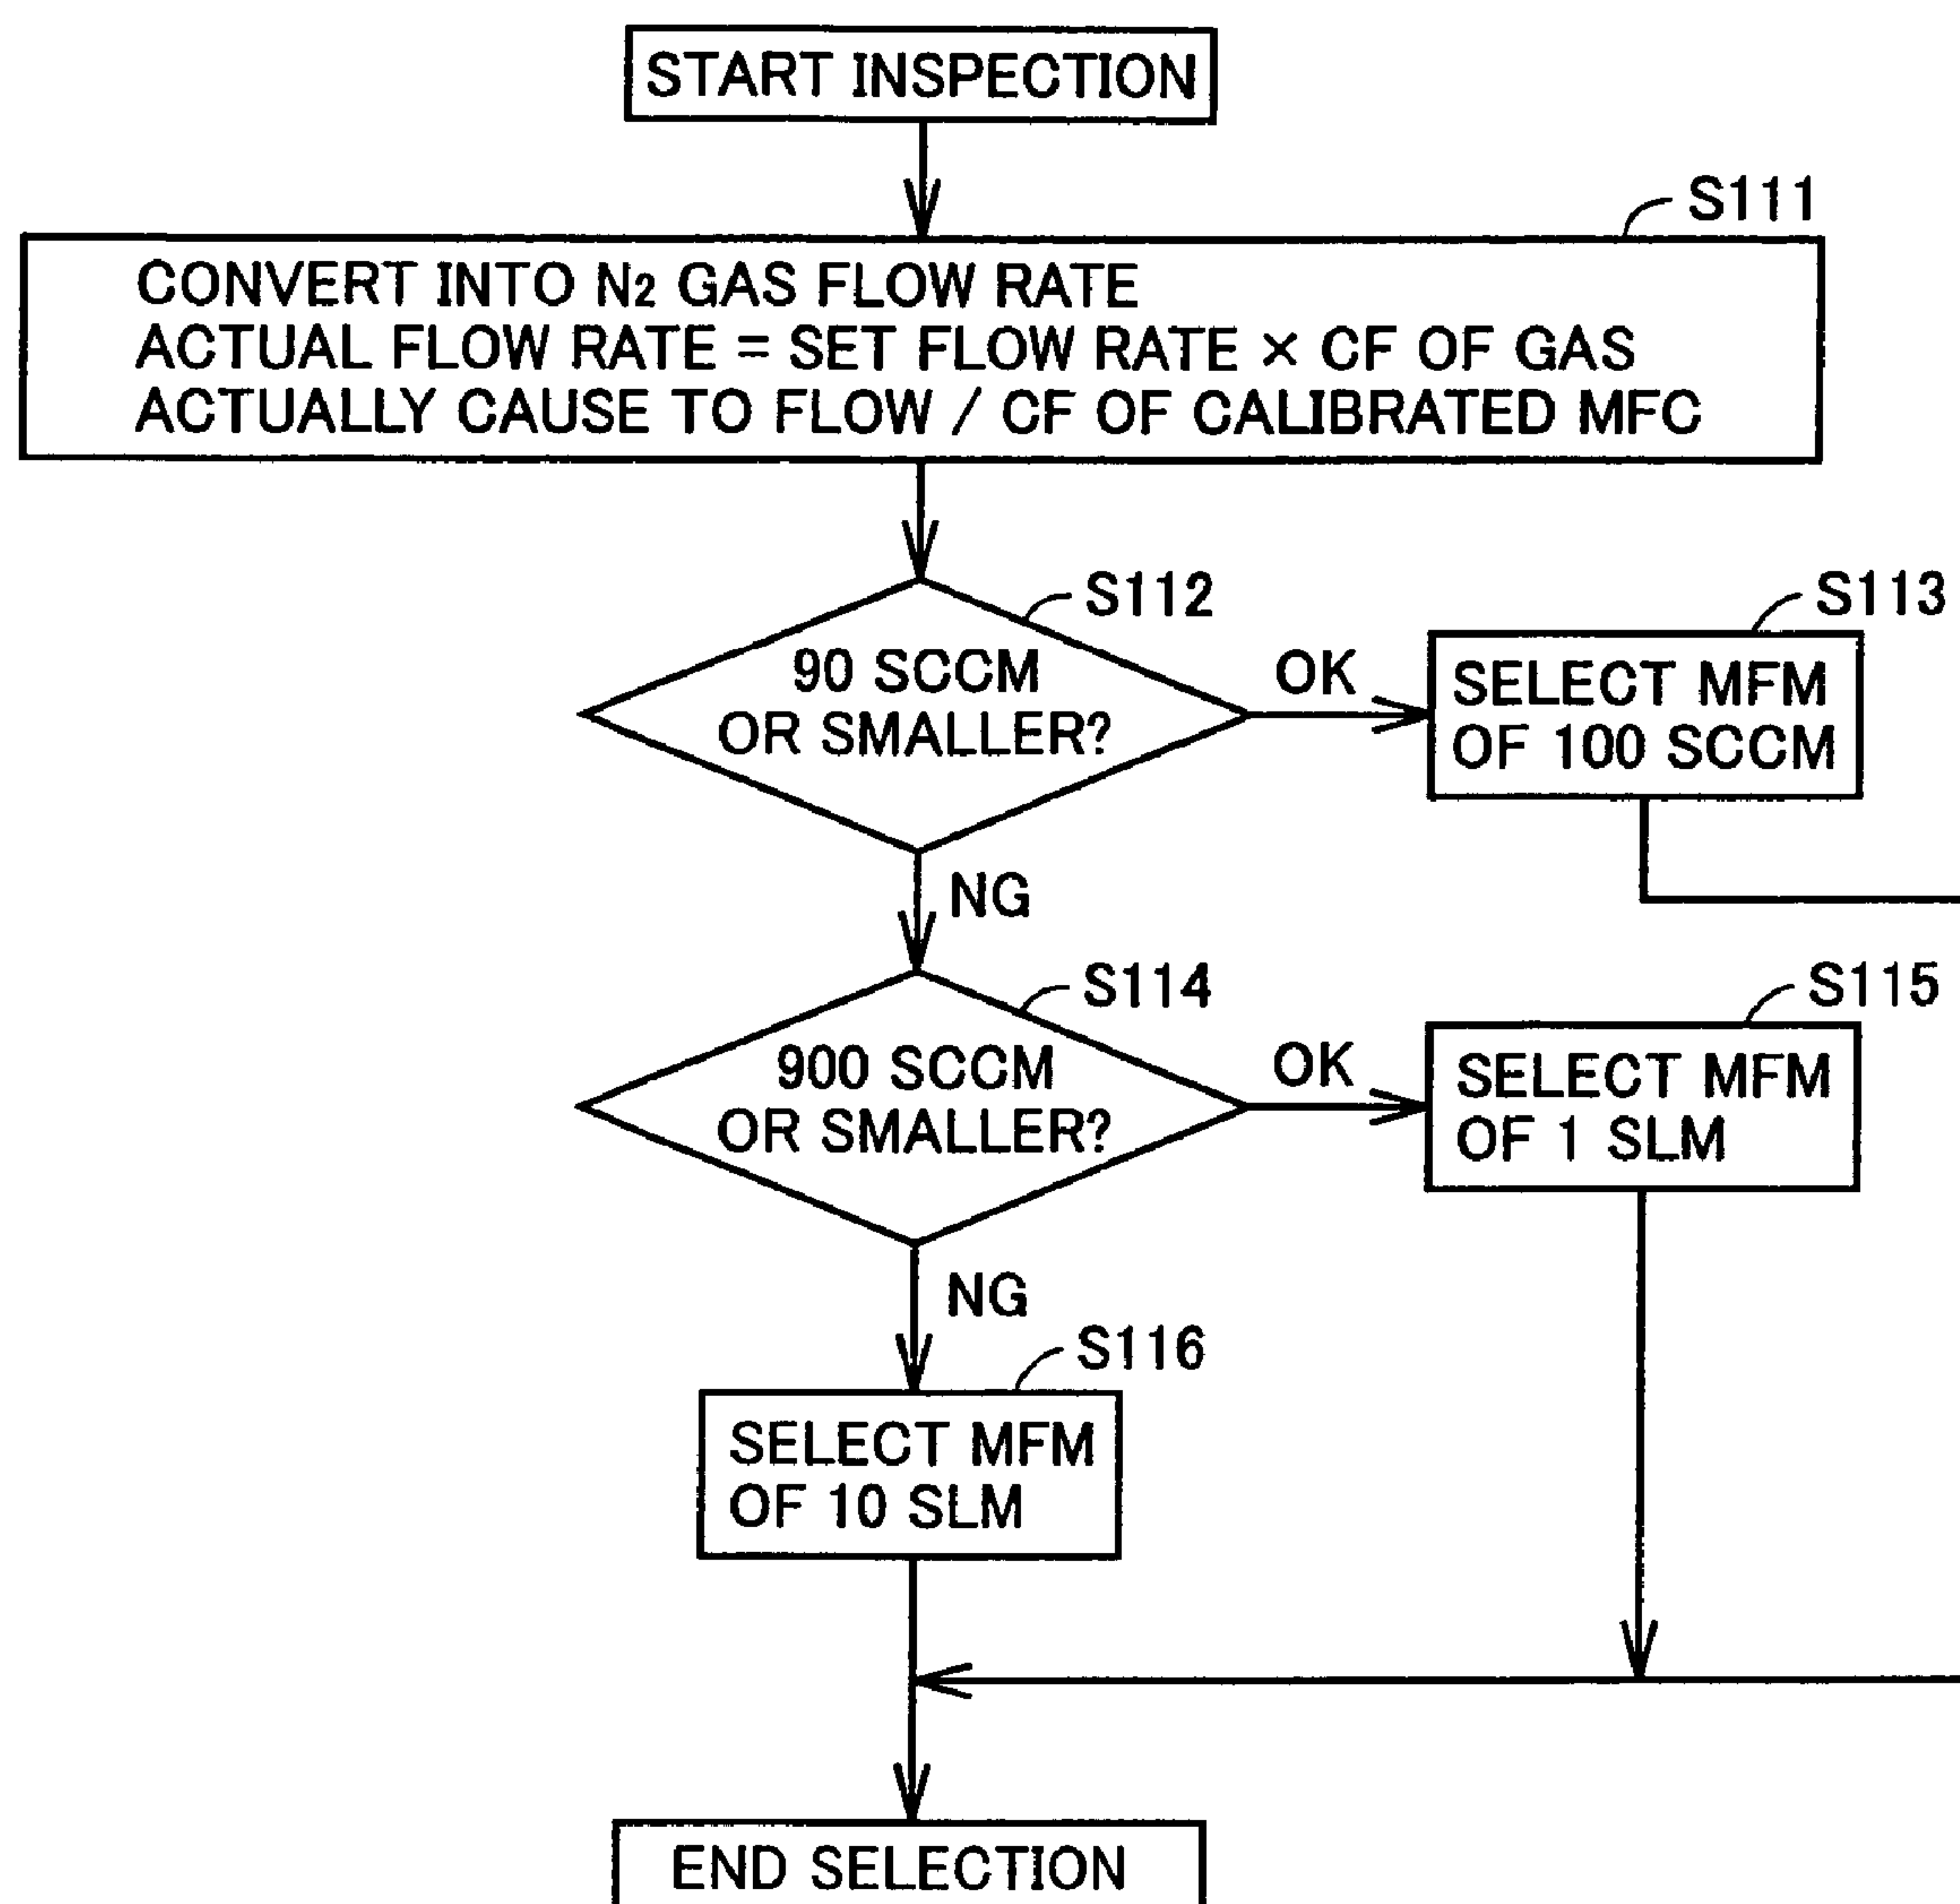 START INSPECTION
S111
CONVERT INTO N2 GAS FLOW RATE
ACTUAL FLOW RATE = SET FLOW RATE × CF OF GAS
ACTUALLY CAUSE TO FLOW / CF OF CALIBRATED MFC
S112
90 SCCM
OR SMALLER?
OK
S113
SELECT MFM
OF 100 SCCM
NG
S114
900 SCCM
OR SMALLER?
OK
S115
SELECT MFM
OF 1 SLM
NG
S116
SELECT MFM
OF 10 SLM
END SELECTION